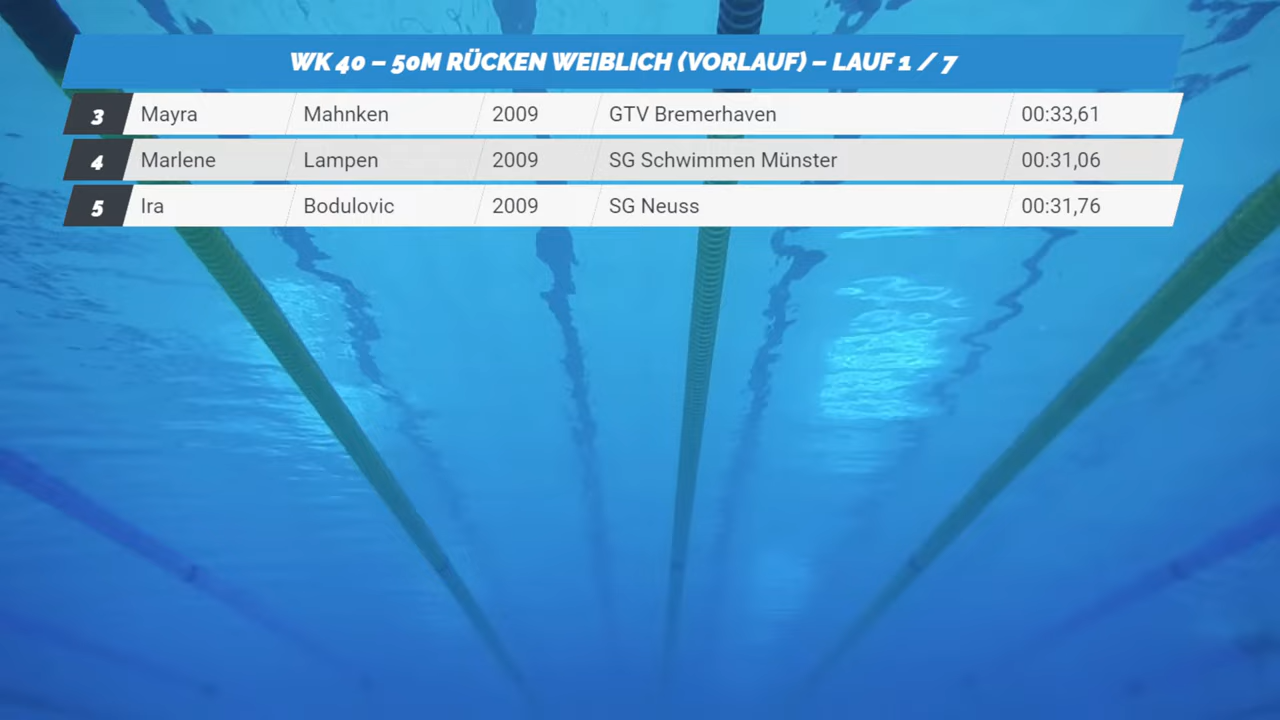 WK 40 – 50M RÜCKEN WEIBLICH (VORLAUF) – LAUF 1 / 7
3 Mayra Mahnken 2009 GTV Bremerhaven 00:33,61
4 Marlene Lampen 2009 SG Schwimmen Münster 00:31,06
5 Ira Bodulovic 2009 SG Neuss 00:31,76